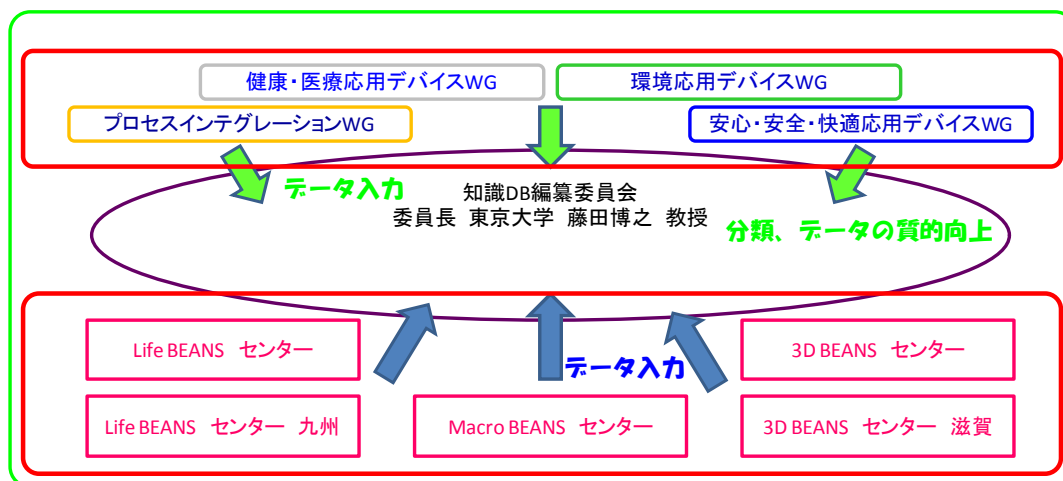 健康・医療応用デバイスWG
環境応用デバイスWG
プロセスインテグレーションWG
安心・安全・快適応用デバイスWG
データ入力
知識DB編纂委員会
委員長 東京大学 藤田博之 教授
分類、データの質的向上
Life BEANS センター
データ入力
3D BEANS センター
Life BEANS センター 九州
Macro BEANS センター
3D BEANS センター 滋賀